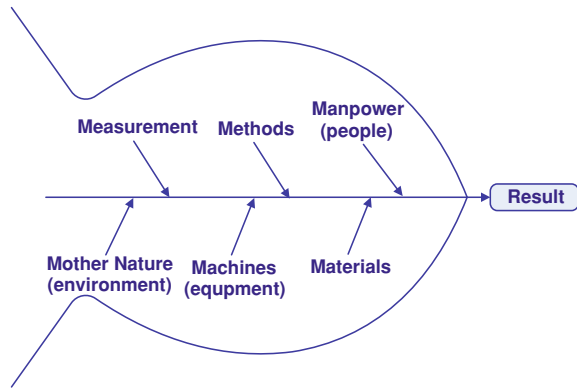 Manpower
(people)
Measurement
Methods
Result
Mother Nature
(environment)
Machines
(equpment)
Materials